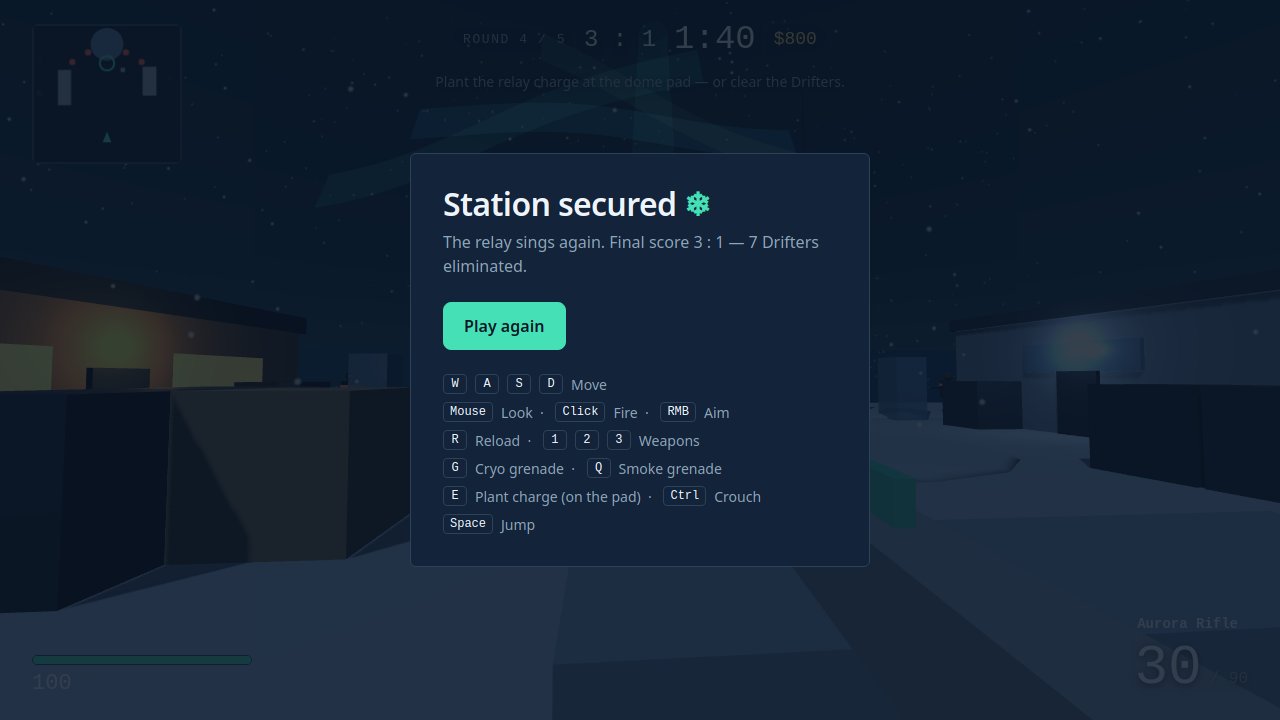 ROUND 4 / 5 3 : 1 1:40 $800
Plant the relay charge at the dome pad — or clear the Drifters.
Station secured ❄
The relay sings again. Final score 3 : 1 — 7 Drifters
eliminated.
Play again
W A S D Move
Mouse Look · Click Fire · RMB Aim
R Reload · 1 2 3 Weapons
G Cryo grenade · Q Smoke grenade
E Plant charge (on the pad) · Ctrl Crouch
Space Jump
100
Aurora Rifle
30 / 90